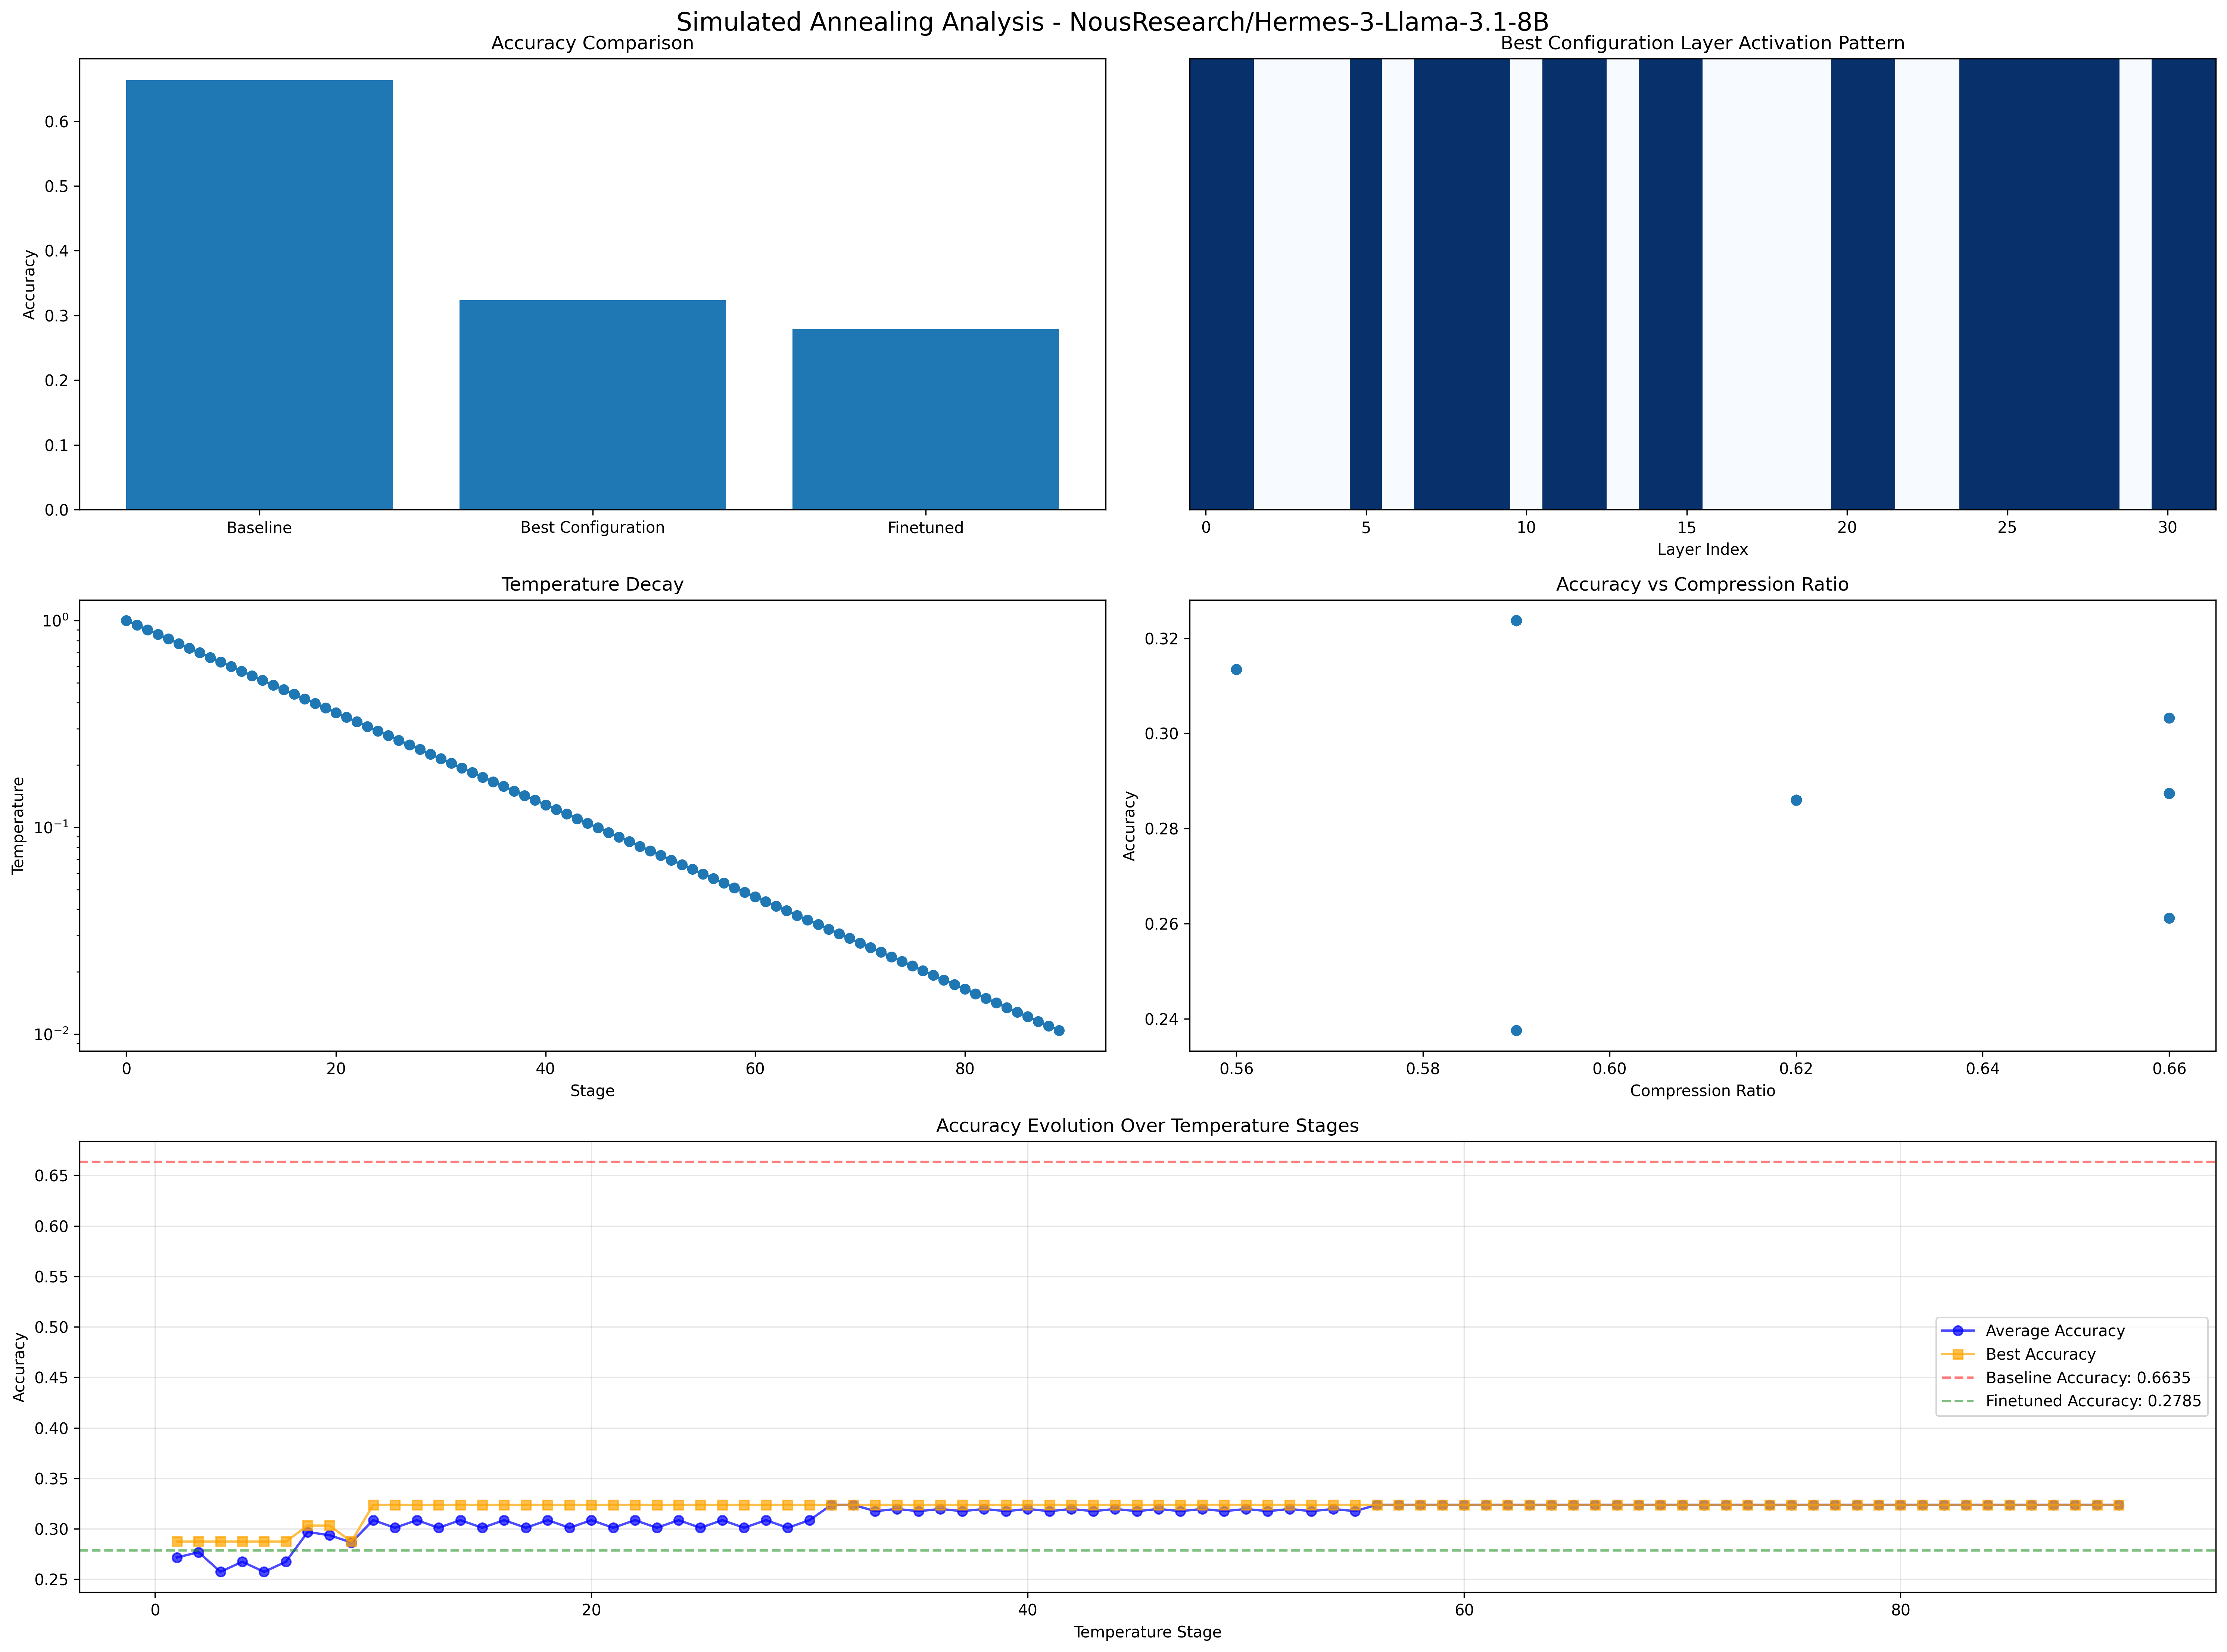 Simulated Annealing Analysis - NousResearch/Hermes-3-Llama-3.1-8B
Accuracy Comparison
Accuracy
0.6
0.5
0.4
0.3
0.2
0.1
0.0
Baseline
Best Configuration
Finetuned
Best Configuration Layer Activation Pattern
0
5
10
15
20
25
30
Layer Index
Temperature Decay
Temperature
10⁰
10⁻¹
10⁻²
0
20
40
60
80
Stage
Accuracy vs Compression Ratio
Accuracy
0.32
0.30
0.28
0.26
0.24
0.56
0.58
0.60
0.62
0.64
0.66
Compression Ratio
Accuracy Evolution Over Temperature Stages
Accuracy
0.65
0.60
0.55
0.50
0.45
0.40
0.35
0.30
0.25
Average Accuracy
Best Accuracy
Baseline Accuracy: 0.6635
Finetuned Accuracy: 0.2785
0
20
40
60
80
Temperature Stage